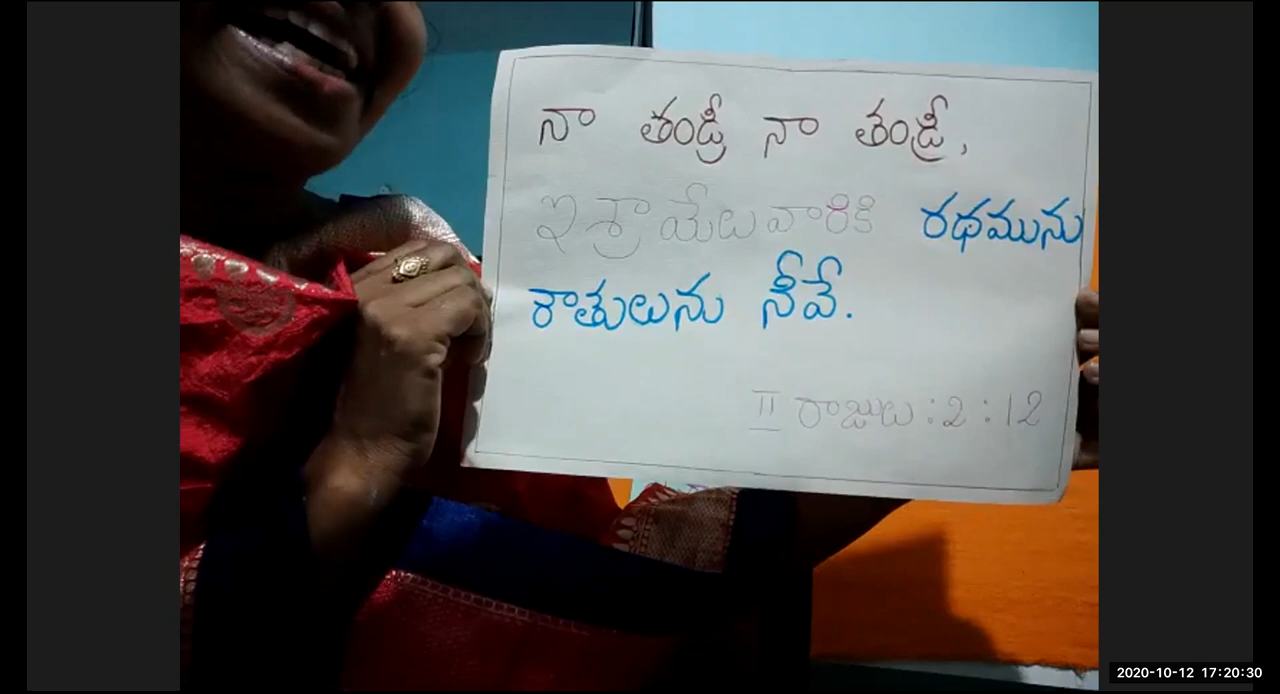 నా తండ్రీ నా తండ్రీ,
ఇశ్రాయేలువారికి రథమును
రాతులును నీవే.
II రాజులు : 2 : 12
2020-10-12 17:20:30